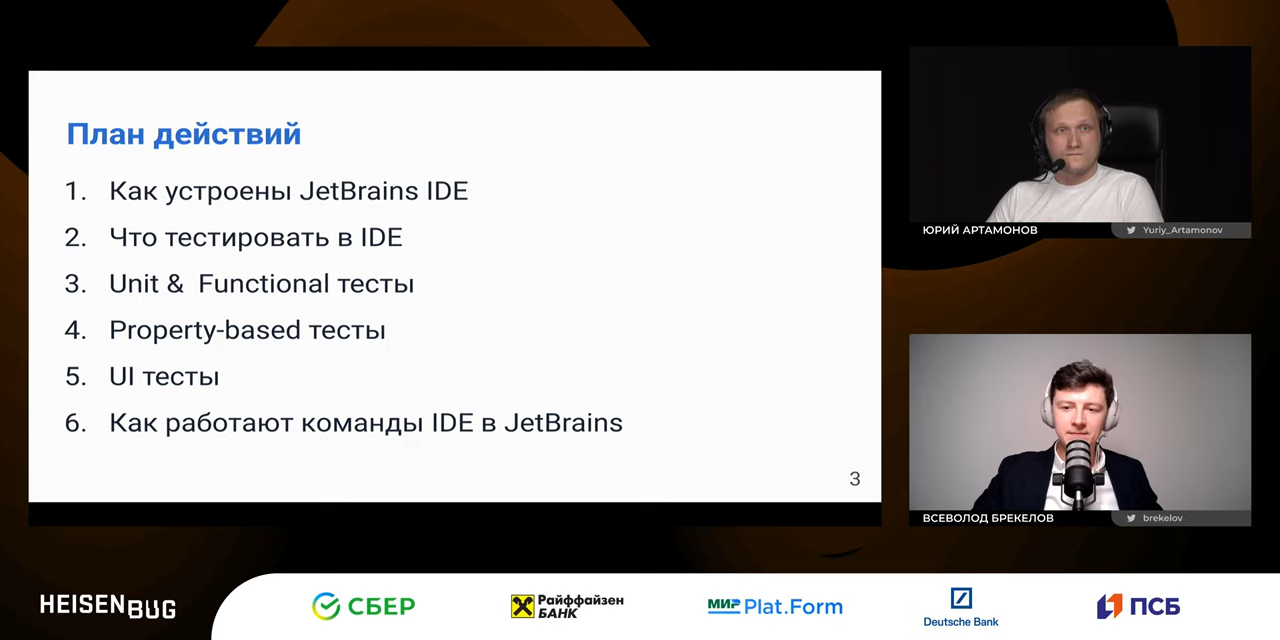 План действий
1. Как устроены JetBrains IDE
2. Что тестировать в IDE
3. Unit & Functional тесты
4. Property-based тесты
5. UI тесты
6. Как работают команды IDE в JetBrains
3
ЮРИЙ АРТАМОНОВ
Yuriy_Artamonov
ВСЕВОЛОД БРЕКЕЛОВ
brekelov
HEISENBUG
СБЕР
Райффайзен
БАНК
МИР Plat.Form
Deutsche Bank
ПСБ